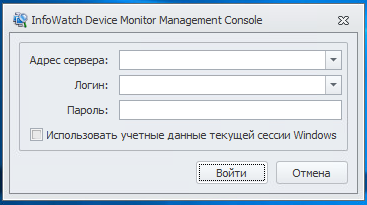 InfoWatch Device Monitor Management Console
Адрес сервера:
Логин:
Пароль:
Использовать учетные данные текущей сессии Windows
Войти Отмена